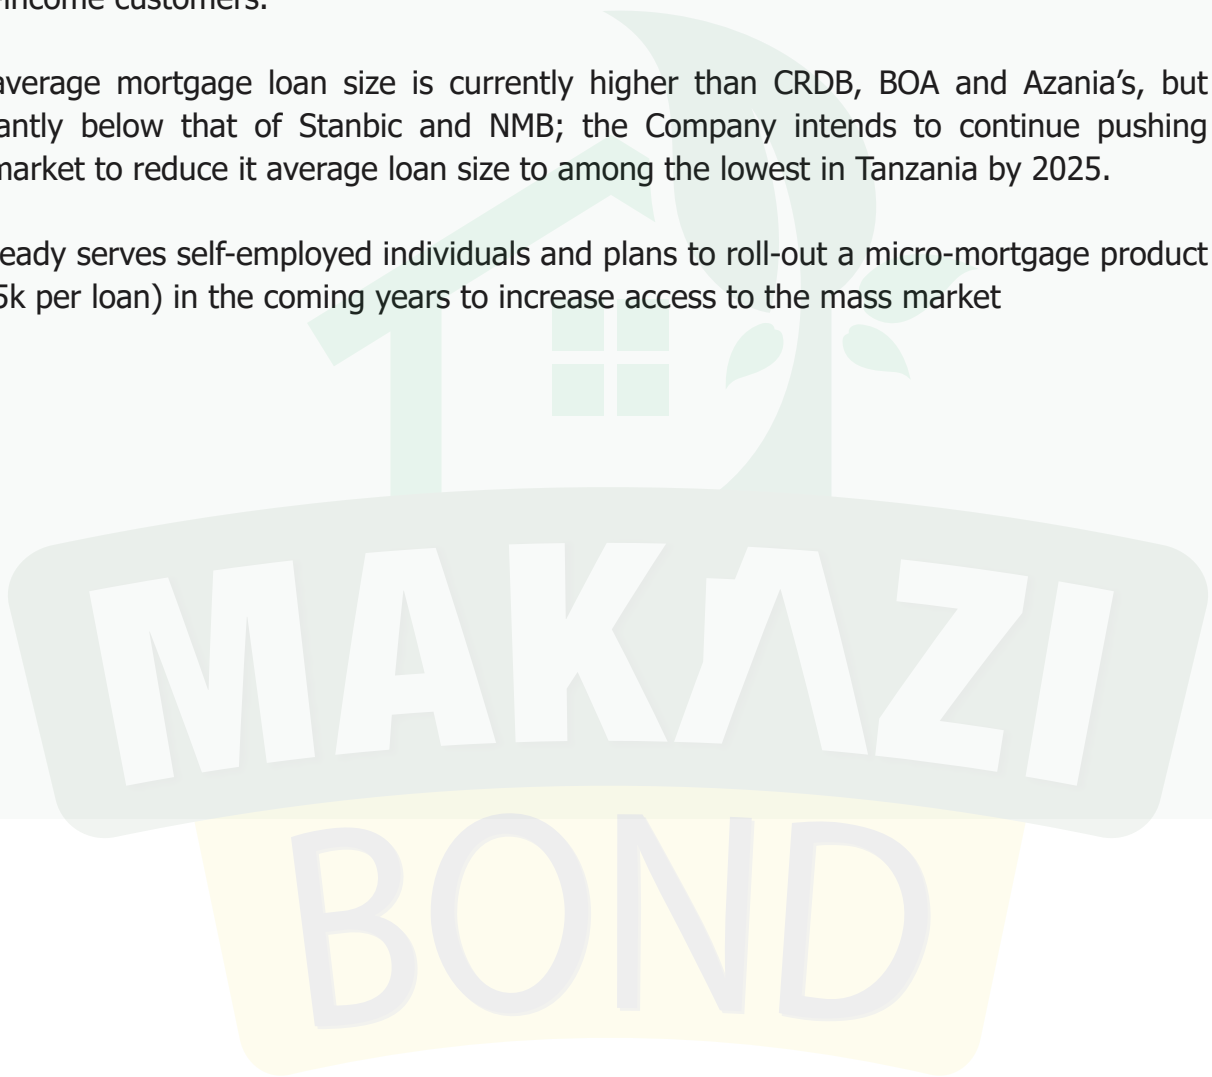 income customers.
average mortgage loan size is currently higher than CRDB, BOA and Azania’s, but
antly below that of Stanbic and NMB; the Company intends to continue pushing
market to reduce it average loan size to among the lowest in Tanzania by 2025.
eady serves self-employed individuals and plans to roll-out a micro-mortgage product
5k per loan) in the coming years to increase access to the mass market
MAKAZI
BOND